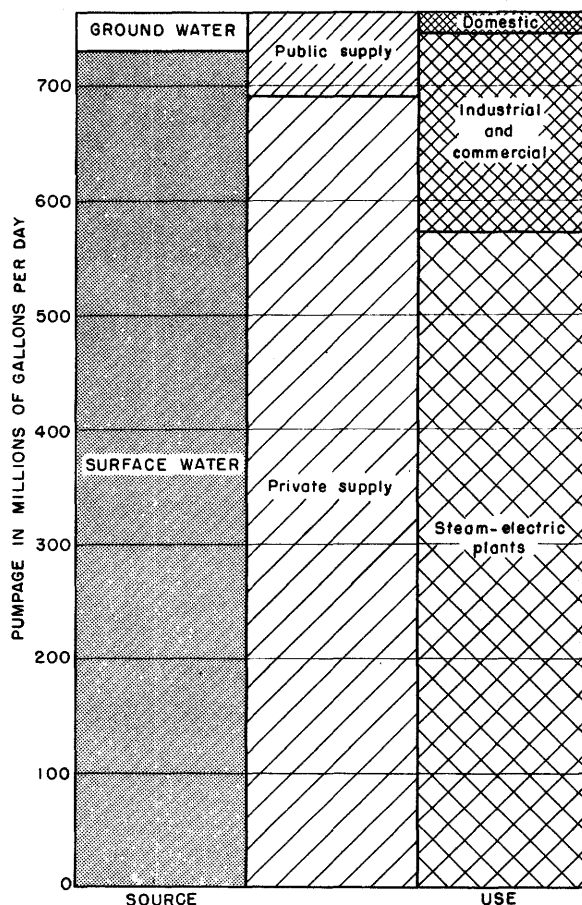 PUMPAGE IN MILLIONS OF GALLONS PER DAY
700
600
500
400
300
200
100
0
GROUND WATER
SURFACE WATER
Public supply
Private supply
Domestic
Industrial
and
commercial
Steam-electric
plants
SOURCE
USE